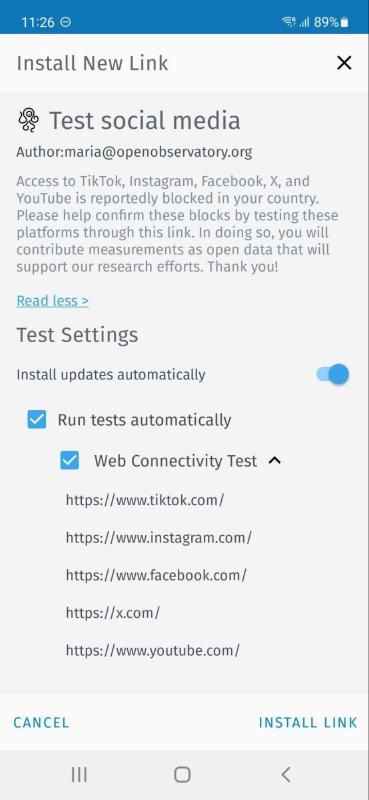 11:26
89%
Install New Link
Test social media
Author:maria@openobservatory.org
Access to TikTok, Instagram, Facebook, X, and
YouTube is reportedly blocked in your country.
Please help confirm these blocks by testing these
platforms through this link. In doing so, you will
contribute measurements as open data that will
support our research efforts. Thank you!
Read less >
Test Settings
Install updates automatically
Run tests automatically
Web Connectivity Test
https://www.tiktok.com/
https://www.instagram.com/
https://www.facebook.com/
https://x.com/
https://www.youtube.com/
CANCEL
INSTALL LINK